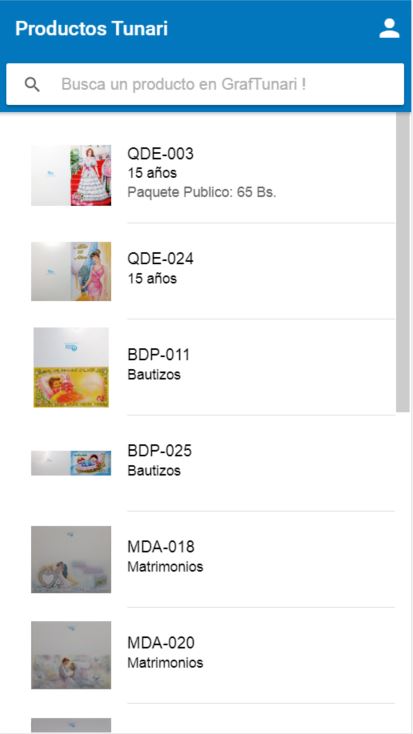 Productos Tunari
Busca un producto en GrafTunari !
QDE-003
15 años
Paquete Publico: 65 Bs.
QDE-024
15 años
BDP-011
Bautizos
BDP-025
Bautizos
MDA-018
Matrimonios
MDA-020
Matrimonios